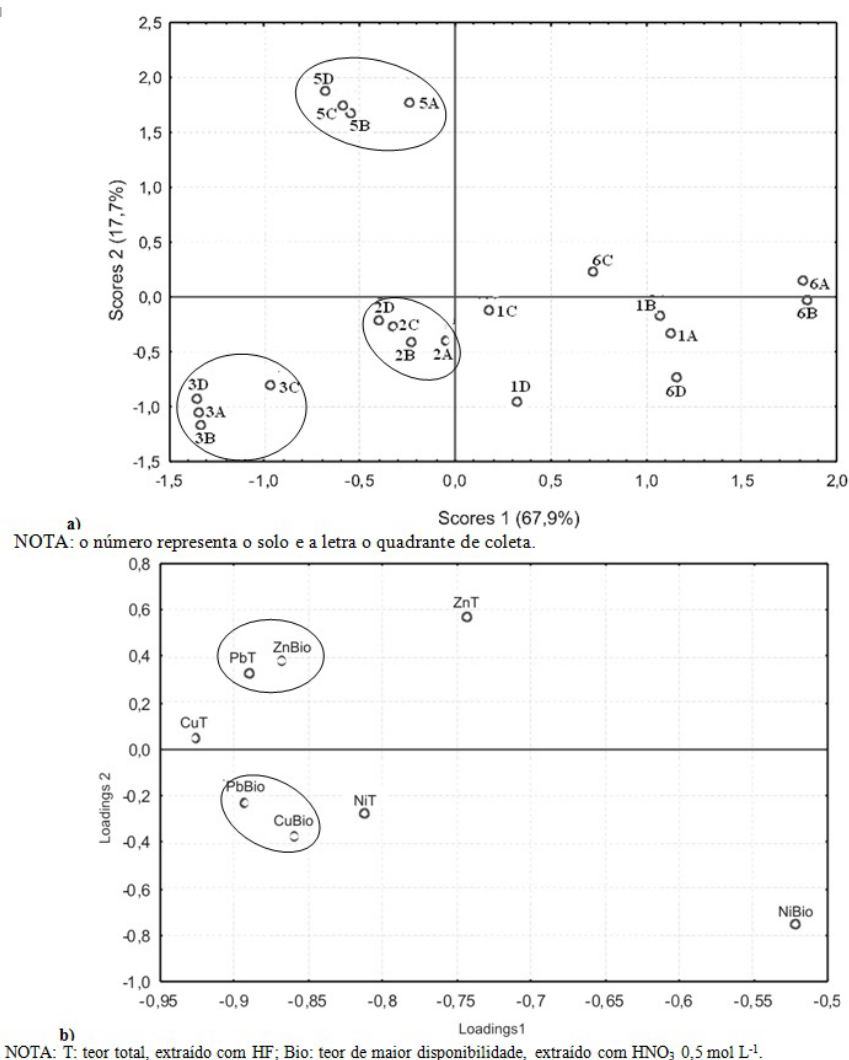 2,5
2,0
1,5
1,0
0,5
0,0
-0,5
-1,0
-1,5
Scores 2 (17,7%)
5D
5C
5B
5A
6C
6A
6B
1B
1A
6D
1C
1D
2D
2C
2B
2A
3D
3C
3A
3B
-1,5 -1,0 -0,5 0,0 0,5 1,0 1,5 2,0
Scores 1 (67,9%)
a)
NOTA: o número representa o solo e a letra o quadrante de coleta.
0,8
0,6
0,4
0,2
0,0
-0,2
-0,4
-0,6
-0,8
-1,0
Loadings 2
ZnT
ZnBio
PbT
CuT
PbBio
CuBio
NiT
NiBio
-0,95 -0,9 -0,85 -0,8 -0,75 -0,7 -0,65 -0,6 -0,55 -0,5
Loadings1
b)
NOTA: T: teor total, extraído com HF; Bio: teor de maior disponibilidade, extraído com HNO₃ 0,5 mol L⁻¹.